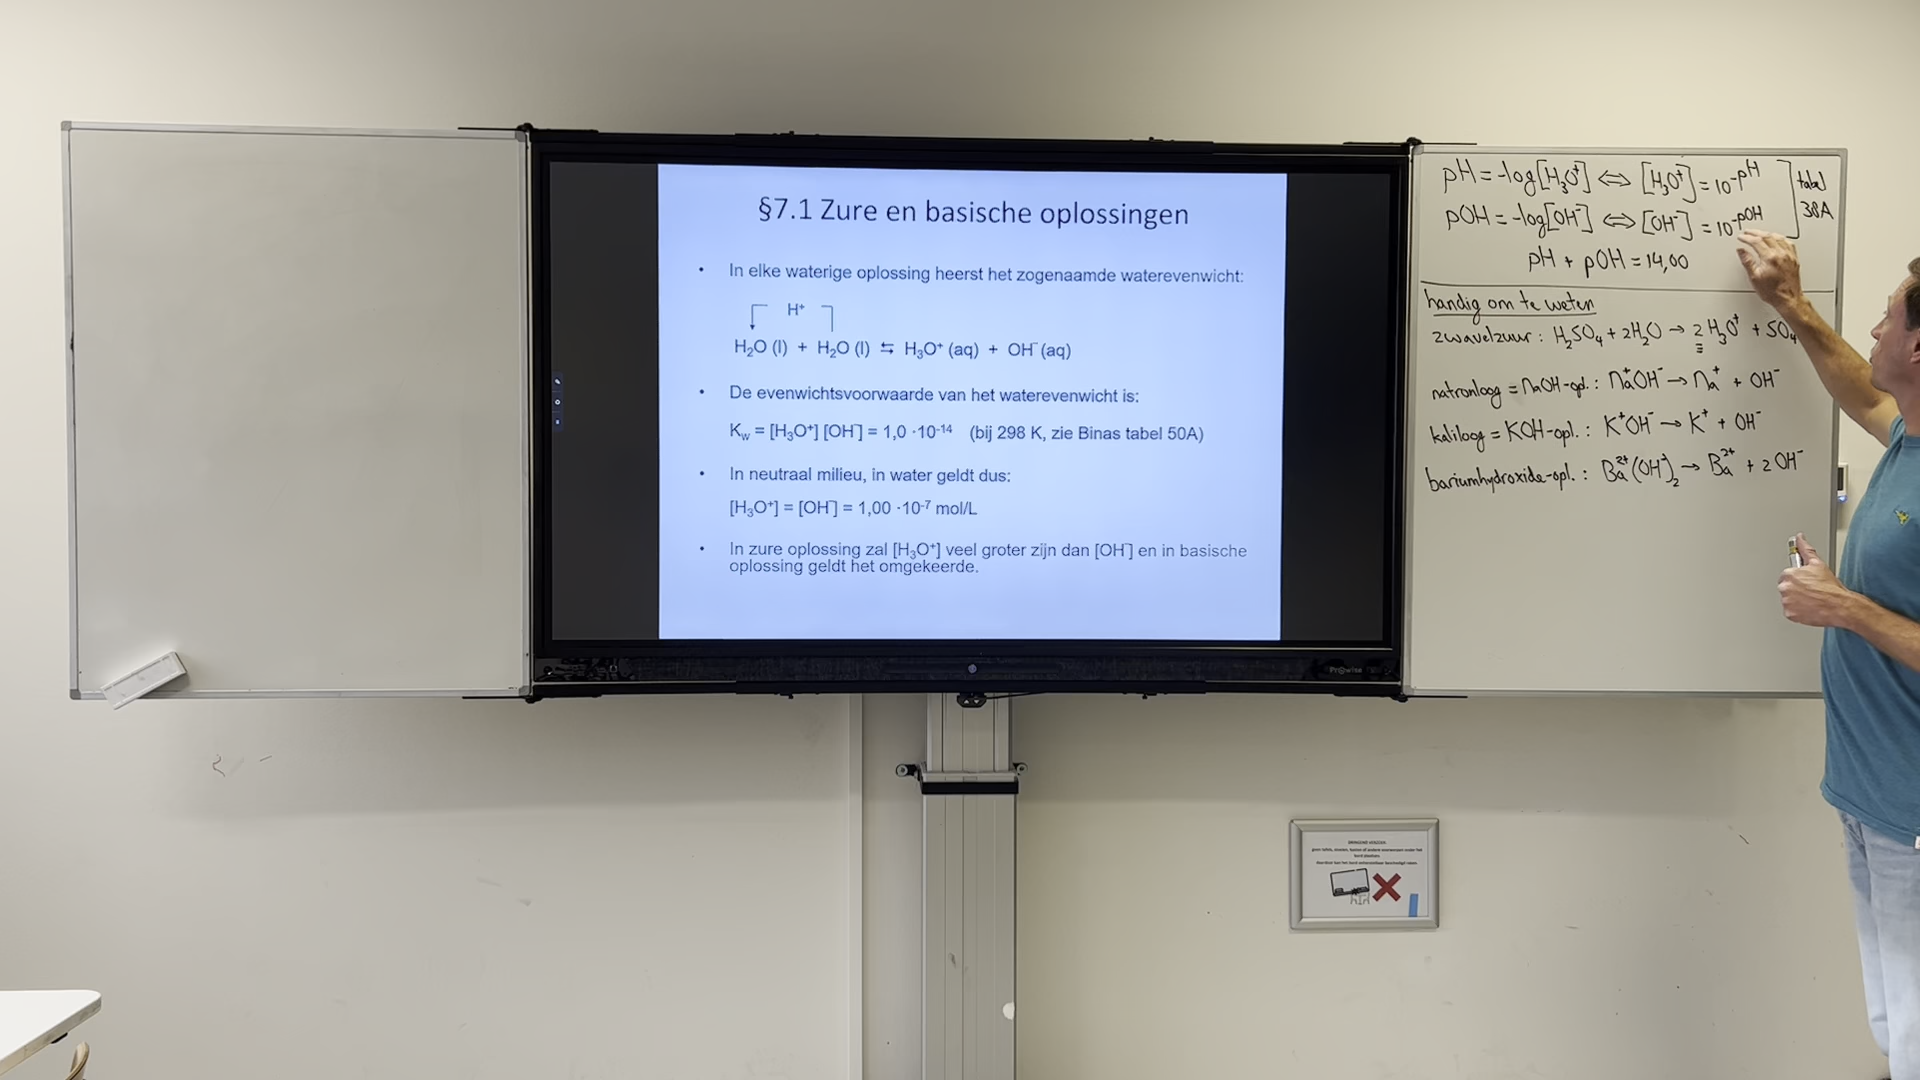 §7.1 Zure en basische oplossingen
• In elke waterige oplossing heerst het zogenaamde waterevenwicht:
H⁺
H₂O (l) + H₂O (l) ⇆ H₃O⁺ (aq) + OH⁻ (aq)
• De evenwichtsvoorwaarde van het waterevenwicht is:
K_w = [H₃O⁺] [OH⁻] = 1,0 ·10⁻¹⁴ (bij 298 K, zie Binas tabel 50A)
• In neutraal milieu, in water geldt dus:
[H₃O⁺] = [OH⁻] = 1,00 ·10⁻⁷ mol/L
• In zure oplossing zal [H₃O⁺] veel groter zijn dan [OH⁻] en in basische
oplossing geldt het omgekeerde.
Prowise
pH = -log[H₃O⁺] ⇔ [H₃O⁺] = 10^-pH
pOH = -log[OH⁻] ⇔ [OH⁻] = 10^-pOH
tabel
38A
pH + pOH = 14,00
handig om te weten
zwavelzuur : H₂SO₄ + 2H₂O → 2 H₃O⁺ + SO₄
natronloog = NaOH-opl. : Na⁺OH⁻ → Na⁺ + OH⁻
kaliloog = KOH-opl. : K⁺OH⁻ → K⁺ + OH⁻
bariumhydroxide-opl. : Ba²⁺(OH⁻)₂ → Ba²⁺ + 2 OH⁻